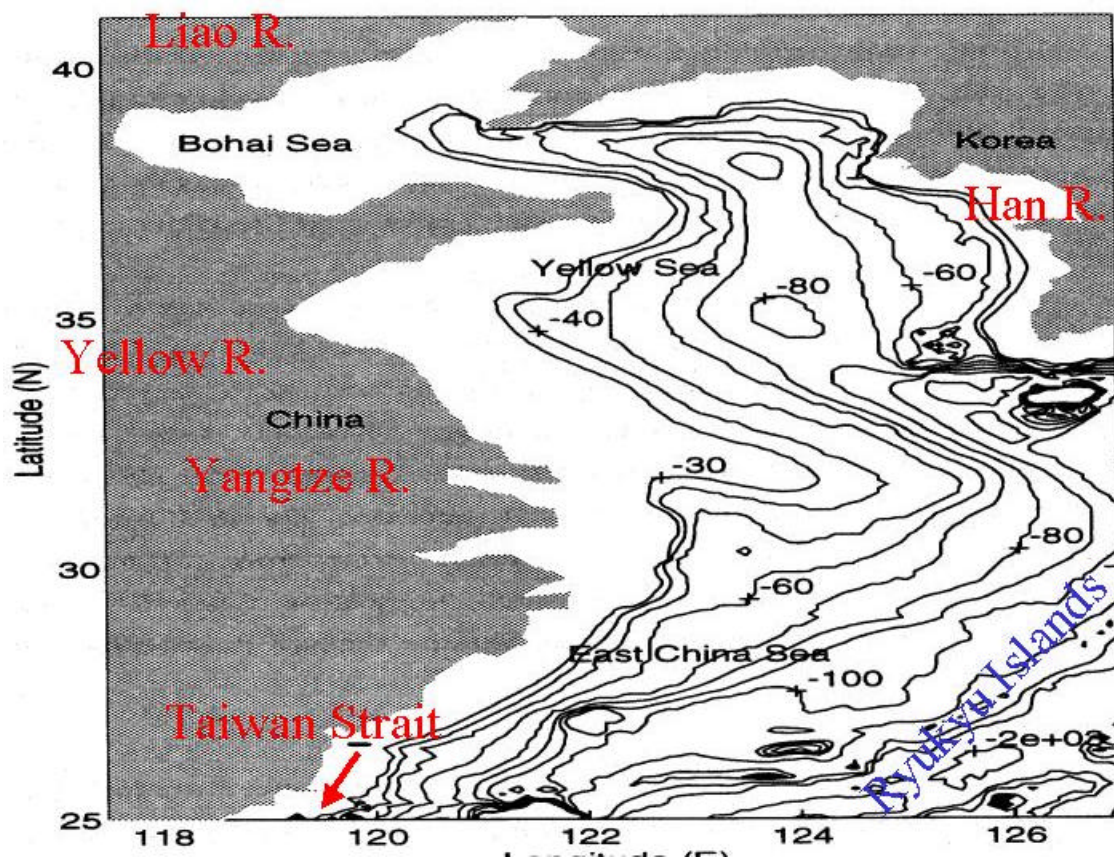 Liao R.
40
Bohai Sea
Korea
Han R.
Yellow Sea
-60
-80
-40
35
Yellow R.
Latitude (N)
China
-30
Yangtze R.
-80
30
-60
East China Sea
-100
Ryukyu Islands
Taiwan Strait
-2e+03
25
118
120
122
124
126
Longitude (E)